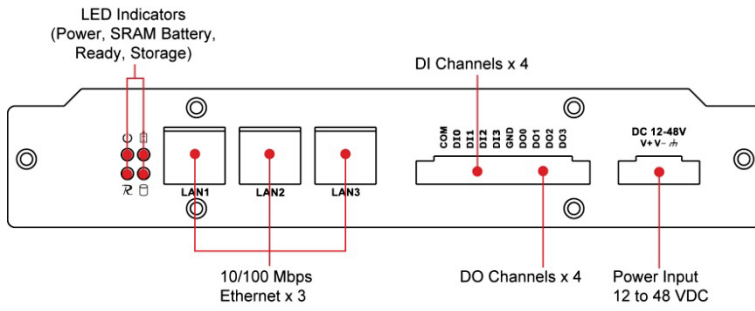 LED Indicators
(Power, SRAM Battery,
Ready, Storage)
DI Channels x 4
COM
DI0
DI1
DI2
DI3
GND
DO0
DO1
DO2
DO3
DC 12-48V
V+ V-
R
LAN1
LAN2
LAN3
10/100 Mbps
Ethernet x 3
DO Channels x 4
Power Input
12 to 48 VDC